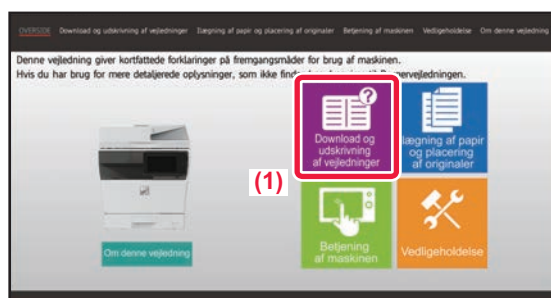 OVERSIDE Download og udskrivning af vejledninger Ilægning af papir og placering af originaler Betjening af maskinen Vedligeholdelse Om denne vejledning
Denne vejledning giver kortfattede forklaringer på fremgangsmåder for brug af maskinen.
Hvis du har brug for mere detaljerede oplysninger, som ikke
Download og
udskrivning
af vejledninger
lægning af papir
og placering
af originaler
(1)
Om denne vejledning
Betjening
af maskinen
Vedligeholdelse